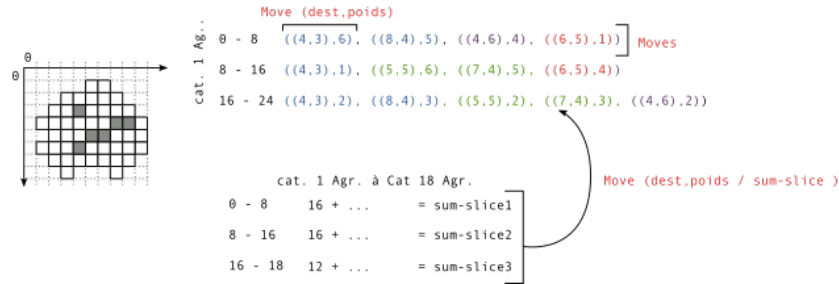 Move (dest,poids)
0 - 8 ((4,3),6), ((8,4),5), ((4,6),4), ((6,5),1)) Moves
8 - 16 ((4,3),1), ((5,5),6), ((7,4),5), ((6,5),4))
16 - 24 ((4,3),2), ((8,4),3), ((5,5),2), ((7,4),3), ((4,6),2))
cat. 1 Ag..
0
0
cat. 1 Agr. à Cat 18 Agr.
Move (dest,poids / sum-slice )
0 - 8 16 + ... = sum-slice1
8 - 16 16 + ... = sum-slice2
16 - 18 12 + ... = sum-slice3